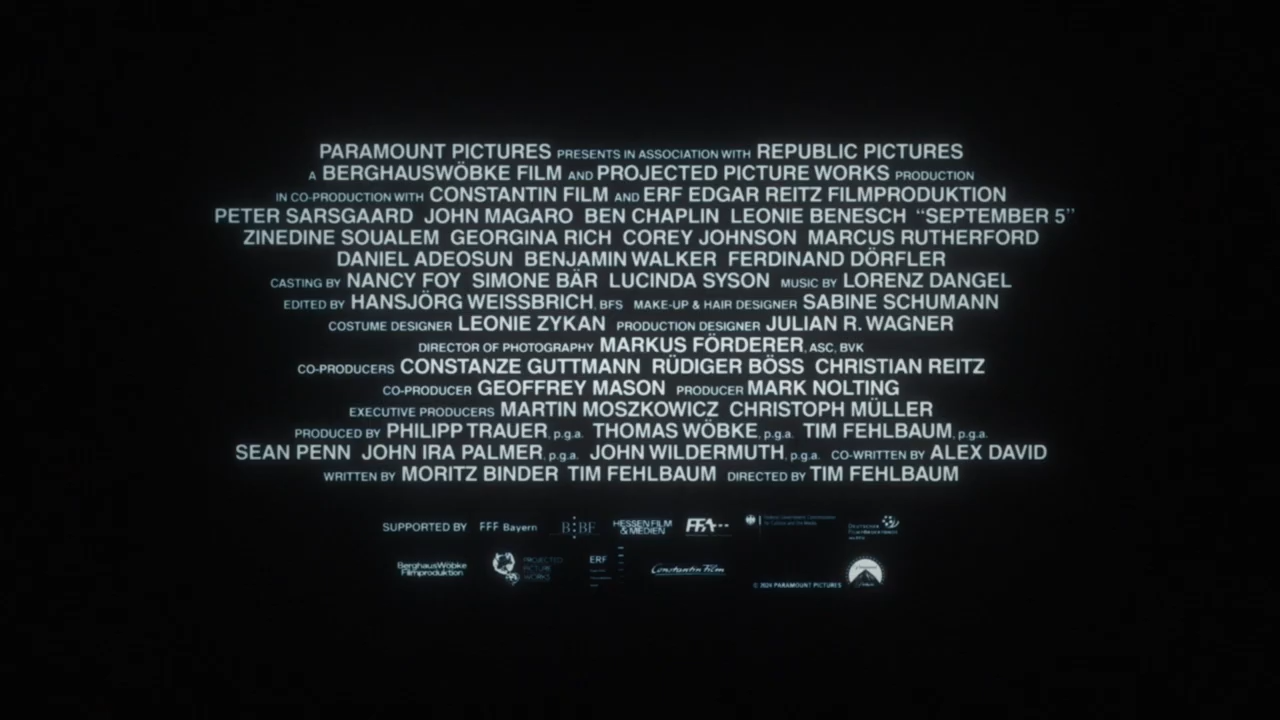 PARAMOUNT PICTURES PRESENTS IN ASSOCIATION WITH REPUBLIC PICTURES
A BERGHAUSWÖBKE FILM AND PROJECTED PICTURE WORKS PRODUCTION
IN CO-PRODUCTION WITH CONSTANTIN FILM AND ERF EDGAR REITZ FILMPRODUKTION
PETER SARSGAARD JOHN MAGARO BEN CHAPLIN LEONIE BENESCH “SEPTEMBER 5”
ZINEDINE SOUALEM GEORGINA RICH COREY JOHNSON MARCUS RUTHERFORD
DANIEL ADEOSUN BENJAMIN WALKER FERDINAND DÖRFLER
CASTING BY NANCY FOY SIMONE BÄR LUCINDA SYSON MUSIC BY LORENZ DANGEL
EDITED BY HANSJÖRG WEISSBRICH, BFS MAKE-UP & HAIR DESIGNER SABINE SCHUMANN
COSTUME DESIGNER LEONIE ZYKAN PRODUCTION DESIGNER JULIAN R. WAGNER
DIRECTOR OF PHOTOGRAPHY MARKUS FÖRDERER, ASC, BVK
CO-PRODUCERS CONSTANZE GUTTMANN RÜDIGER BÖSS CHRISTIAN REITZ
CO-PRODUCER GEOFFREY MASON PRODUCER MARK NOLTING
EXECUTIVE PRODUCERS MARTIN MOSZKOWICZ CHRISTOPH MÜLLER
PRODUCED BY PHILIPP TRAUER, p.g.a. THOMAS WÖBKE, p.g.a. TIM FEHLBAUM, p.g.a.
SEAN PENN JOHN IRA PALMER, p.g.a. JOHN WILDERMUTH, p.g.a. CO-WRITTEN BY ALEX DAVID
WRITTEN BY MORITZ BINDER TIM FEHLBAUM DIRECTED BY TIM FEHLBAUM
SUPPORTED BY FFF Bayern B:BF HESSENFILM & MEDIEN FFA
BerghausWöbke Filmproduktion PROJECTED PICTURE WORKS ERF Constantin Film © 2024 PARAMOUNT PICTURES